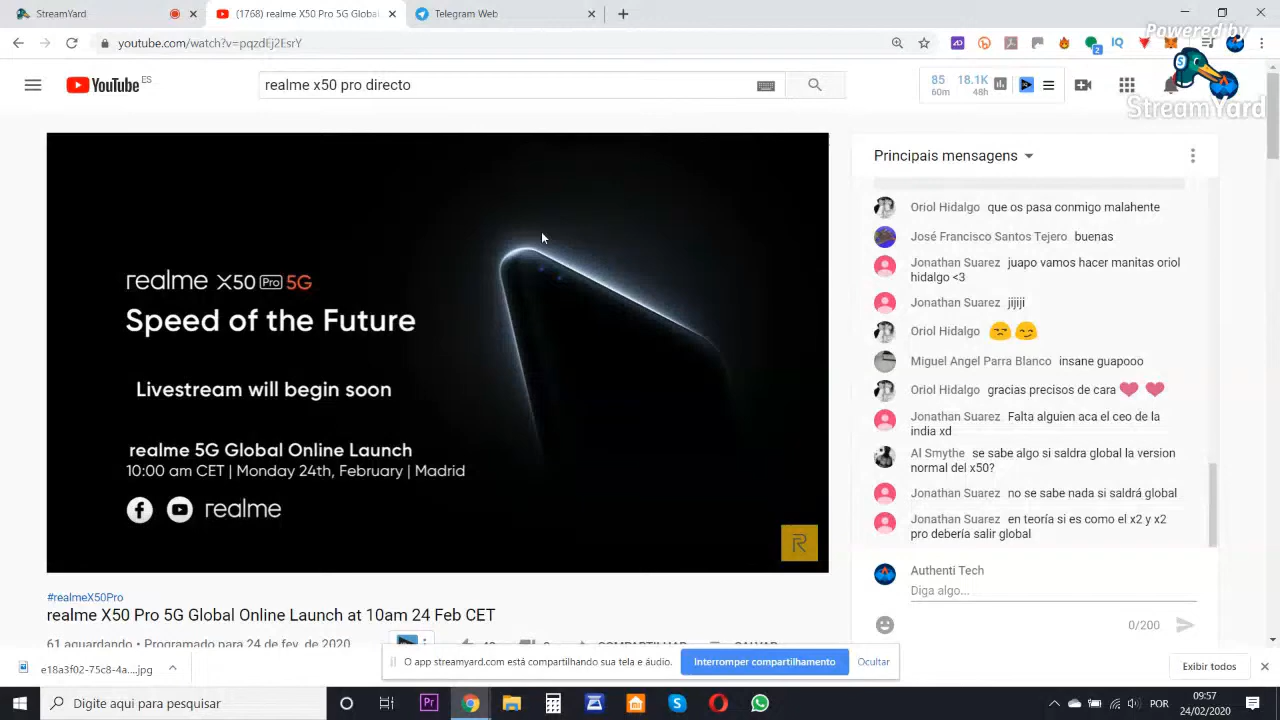 StreamYard
(1768) realme X50 Pro 5G Global
Telegram Web
youtube.com/watch?v=pqzdEj2EsrY
2
IQ
Powered by
StreamYard
YouTube ES
realme x50 pro directo
85 18.1K
60m 48h
realme X50 Pro 5G
Speed of the Future
Livestream will begin soon
realme 5G Global Online Launch
10:00 am CET | Monday 24th, February | Madrid
realme
R
#realmeX50Pro
realme X50 Pro 5G Global Online Launch at 10am 24 Feb CET
61 aguardando • Programado para 24 de fev. de 2020
COMPARTILHAR
SALVAR
Principais mensagens
Oriol Hidalgo que os pasa conmigo malahente
José Francisco Santos Tejero buenas
Jonathan Suarez juapo vamos hacer manitas oriol
hidalgo <3
Jonathan Suarez jijiji
Oriol Hidalgo
Miguel Angel Parra Blanco insane guapooo
Oriol Hidalgo gracias precisos de cara
Jonathan Suarez Falta alguien aca el ceo de la
india xd
Al Smythe se sabe algo si saldra global la version
normal del x50?
Jonathan Suarez no se sabe nada si saldrá global
Jonathan Suarez en teoría si es como el x2 y x2
pro debería salir global
Authenti Tech
Diga algo...
0/200
e18a3f02-75c8-4a....jpg
O app streamyard.com está compartilhando sua tela e áudio.
Interromper compartilhamento
Ocultar
Exibir todos
Digite aqui para pesquisar
Pr
POR
09:57
24/02/2020